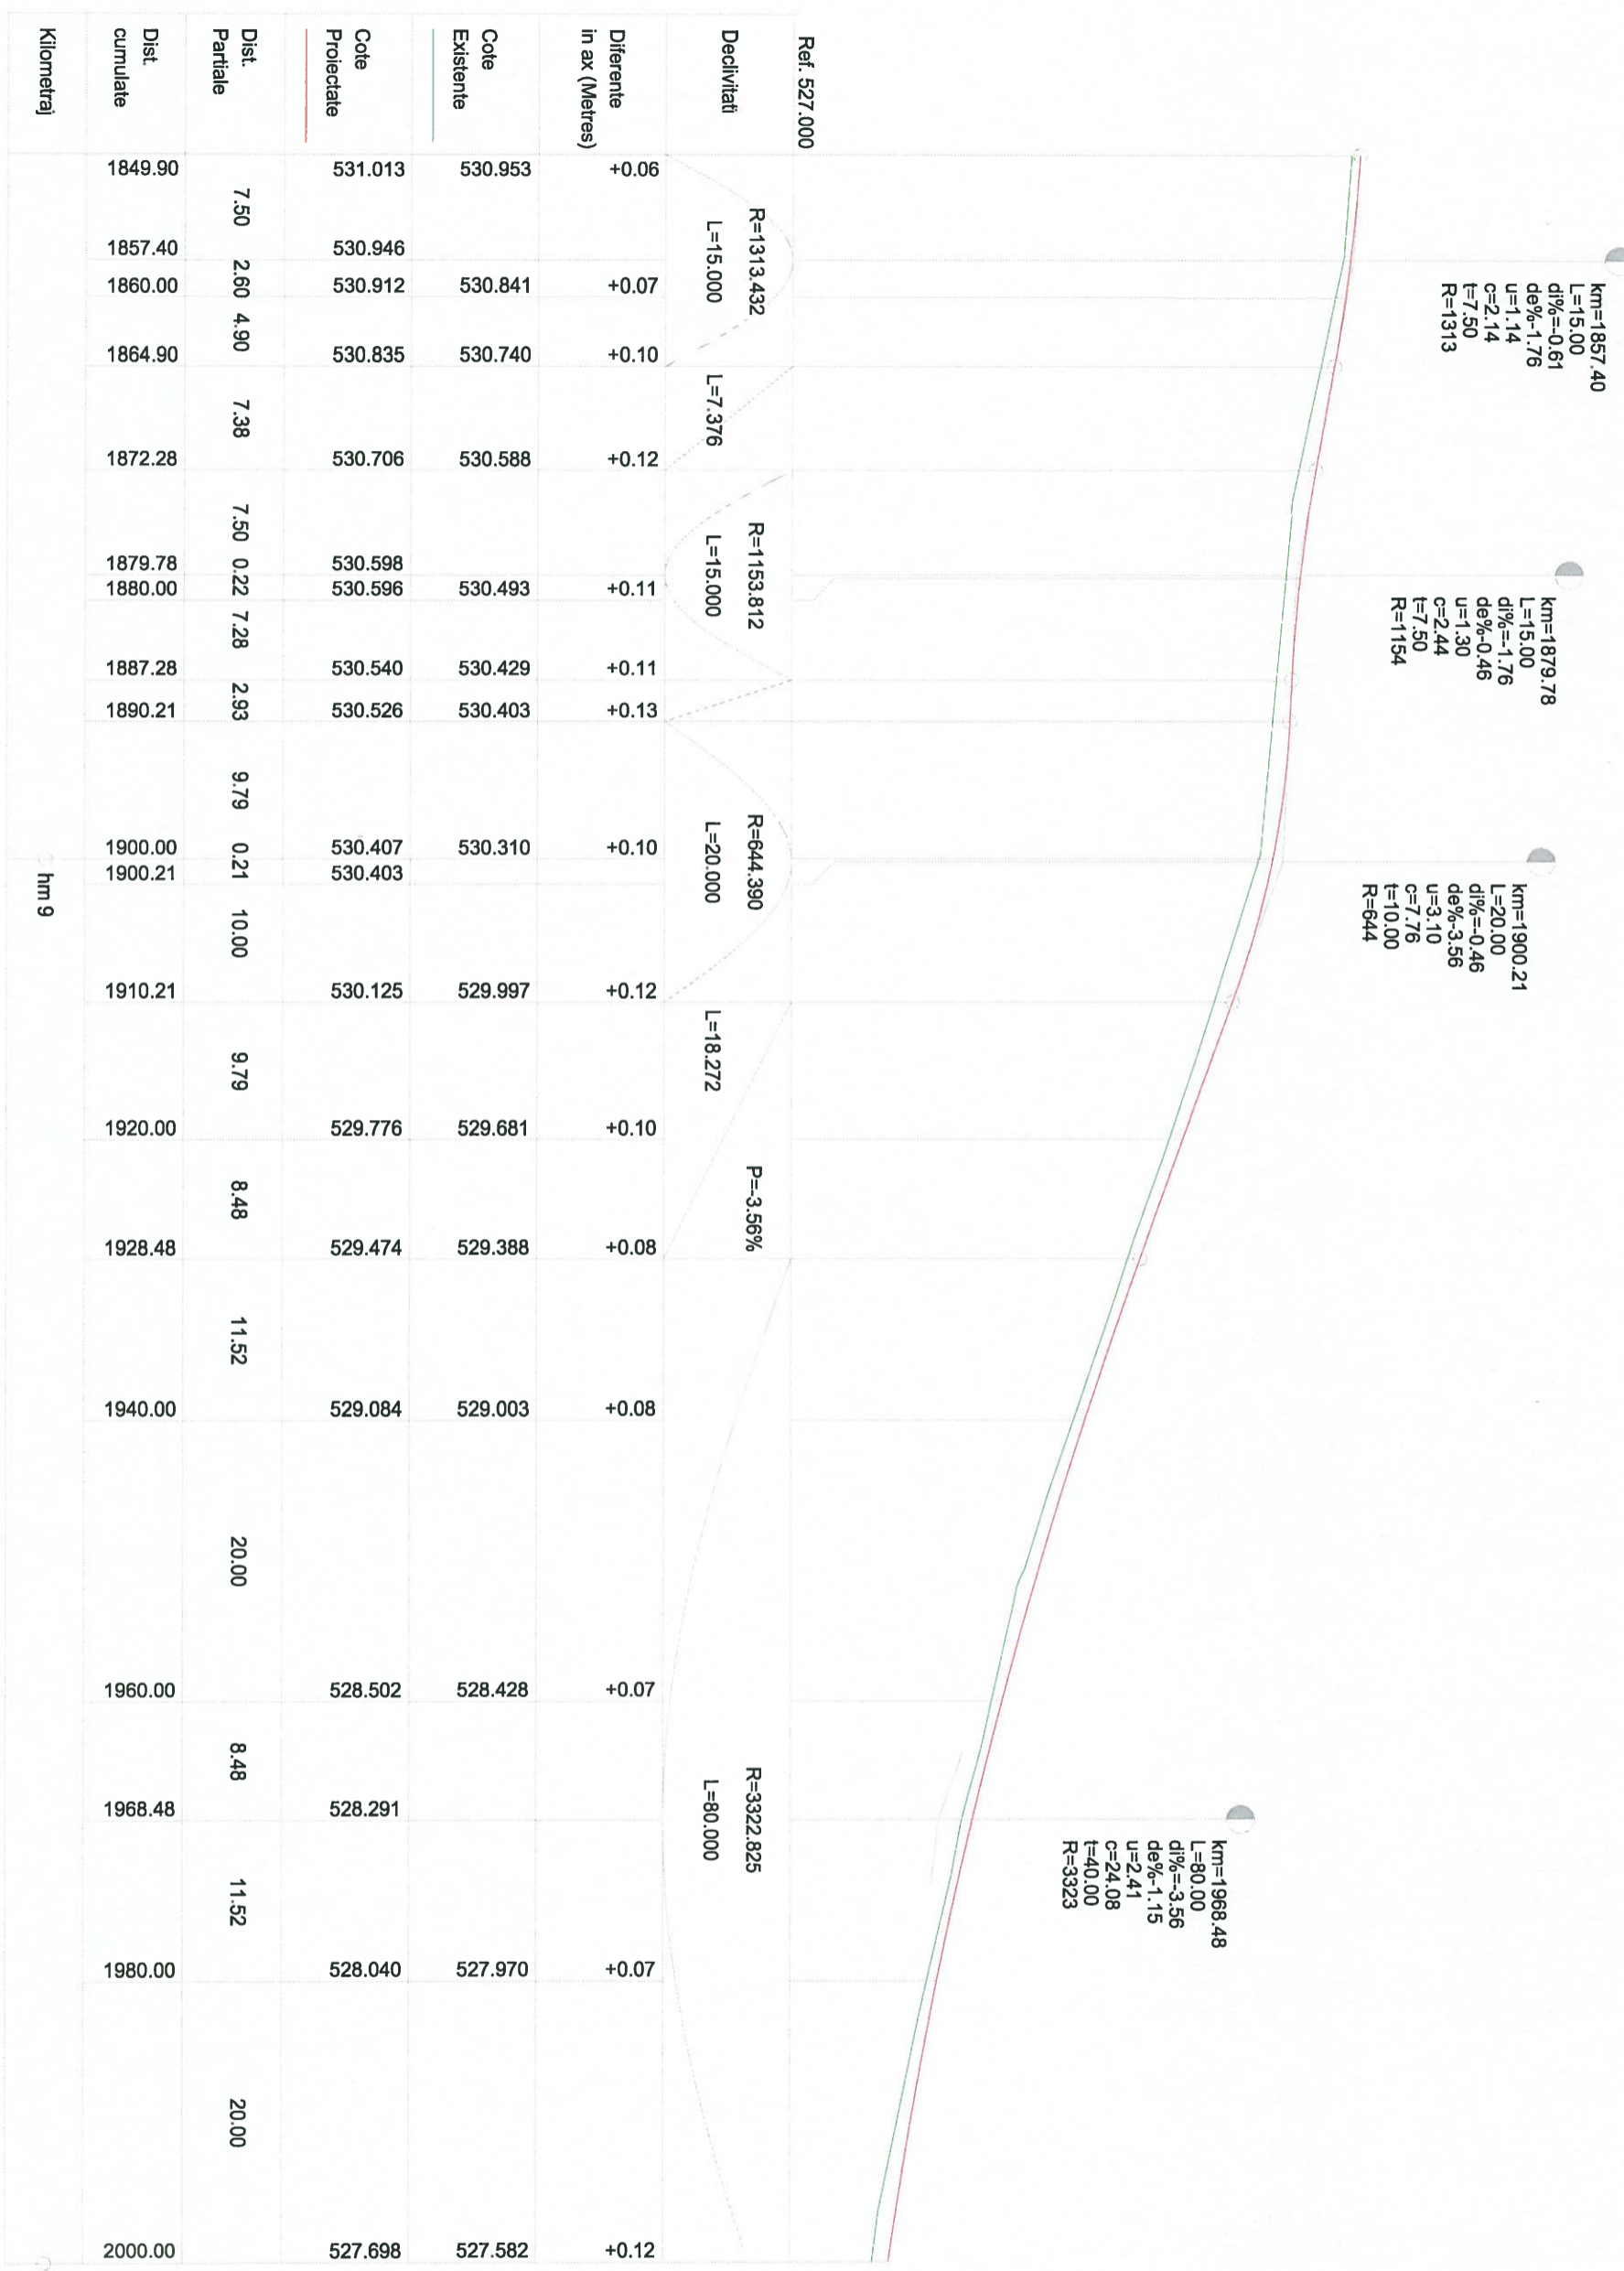 km=1857.40
L=15.00
di%=-0.61
de%-1.76
u=1.14
c=2.14
t=7.50
R=1313
km=1879.78
L=15.00
di%=-1.76
de%-0.46
u=1.30
c=2.44
t=7.50
R=1154
km=1900.21
L=20.00
di%=-0.46
de%-3.56
u=3.10
c=7.76
t=10.00
R=644
km=1968.48
L=80.00
di%=-3.56
de%-1.15
u=2.41
c=24.08
t=40.00
R=3323
Ref. 527.000
Declivitati
R=1313.432
L=15.000
L=7.376
R=1153.812
L=15.000
R=644.390
L=20.000
L=18.272
P=-3.56%
R=3322.825
L=80.000
Diferente
in ax (Metres)
+0.06 +0.07 +0.10 +0.12 +0.11 +0.11 +0.13 +0.10 +0.12 +0.10 +0.08 +0.08 +0.07 +0.07 +0.12
Cote
Existente
530.953 530.841 530.740 530.588 530.493 530.429 530.403 530.310 529.997 529.681 529.388 529.003 528.428 527.970 527.582
Cote
Proiectate
531.013 530.946 530.912 530.835 530.706 530.598 530.596 530.540 530.526 530.407 530.403 530.125 529.776 529.474 529.084 528.502 528.291 528.040 527.698
Dist.
Partiale
7.50 2.60 4.90 7.38 7.50 0.22 7.28 2.93 9.79 0.21 10.00 9.79 8.48 11.52 20.00 8.48 11.52 20.00
Dist.
cumulate
1849.90 1857.40 1860.00 1864.90 1872.28 1879.78 1880.00 1887.28 1890.21 1900.00 1900.21 1910.21 1920.00 1928.48 1940.00 1960.00 1968.48 1980.00 2000.00
Kilometraj
hm 9